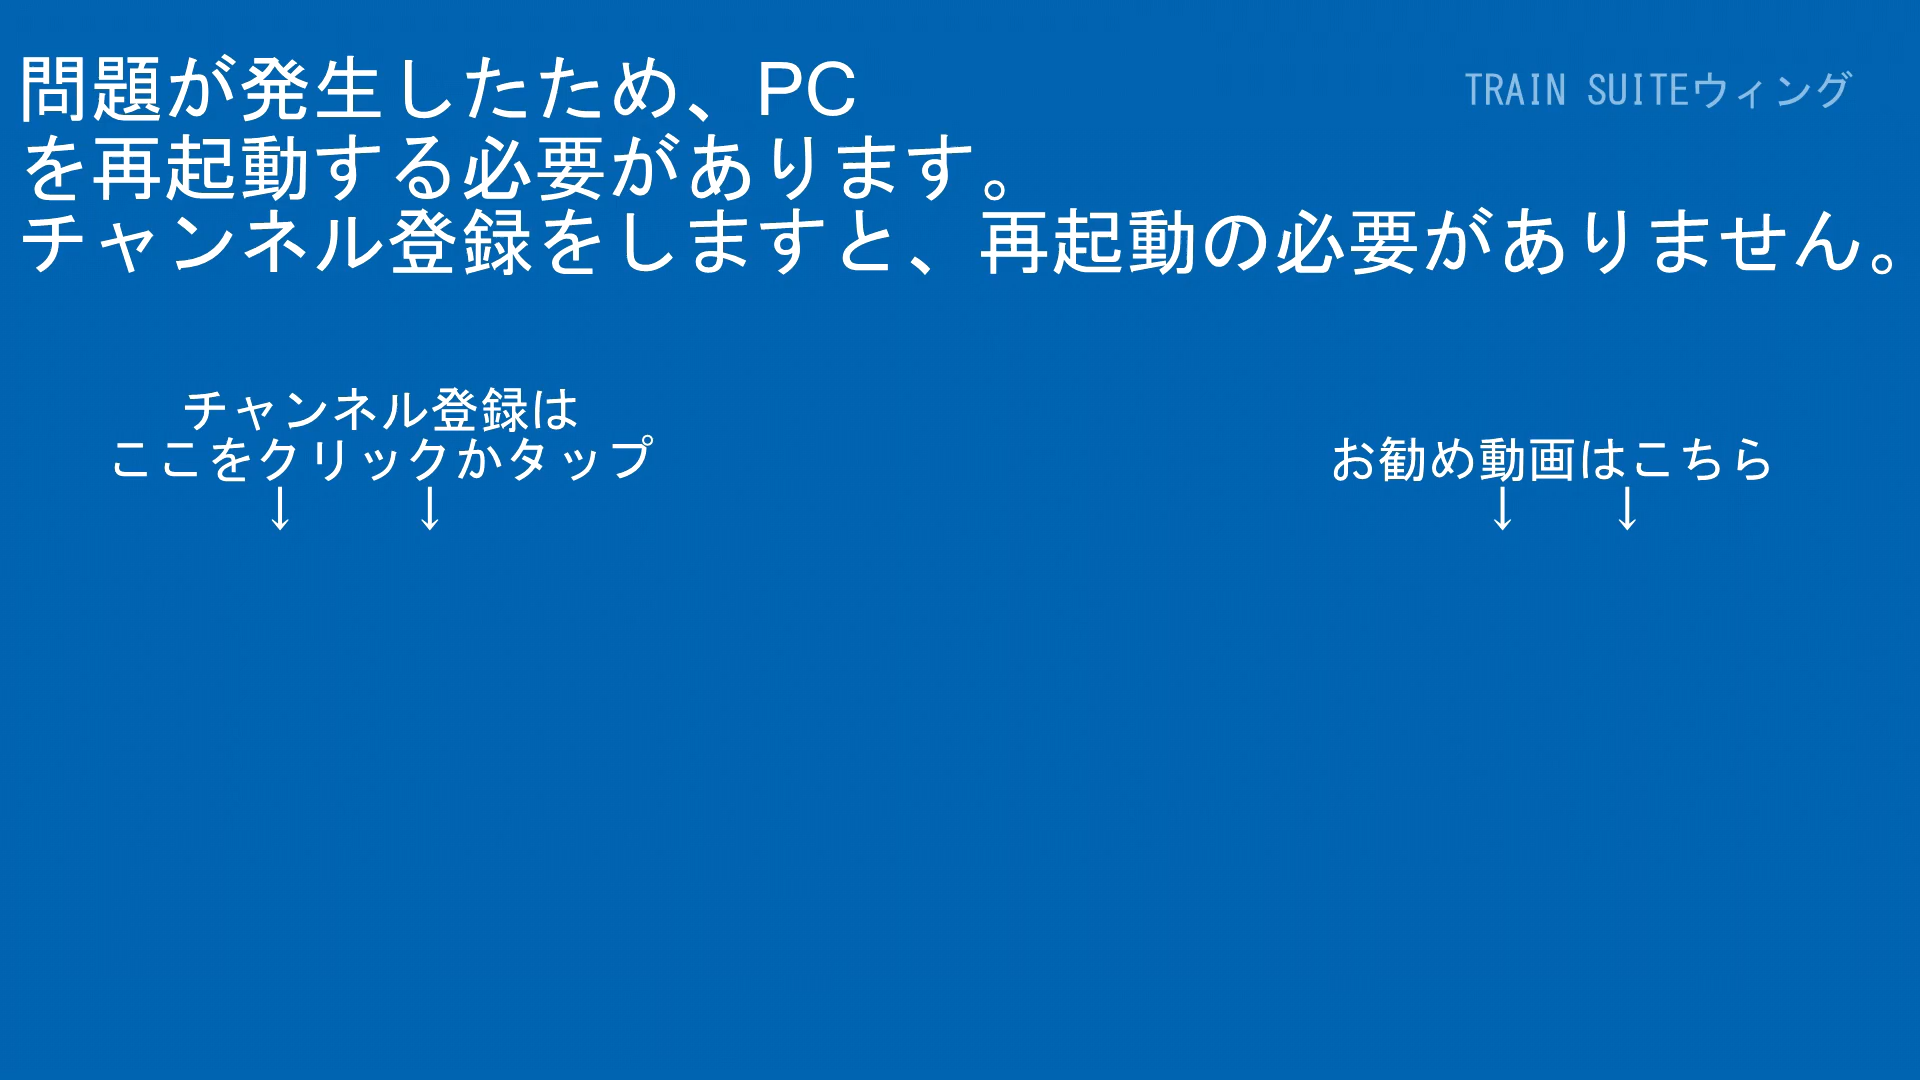 問題が発生したため、PC
を再起動する必要があります。
チャンネル登録をしますと、再起動の必要がありません。
TRAIN SUITEウィング
チャンネル登録は
ここをクリックかタップ
↓ ↓
お勧め動画はこちら
↓ ↓